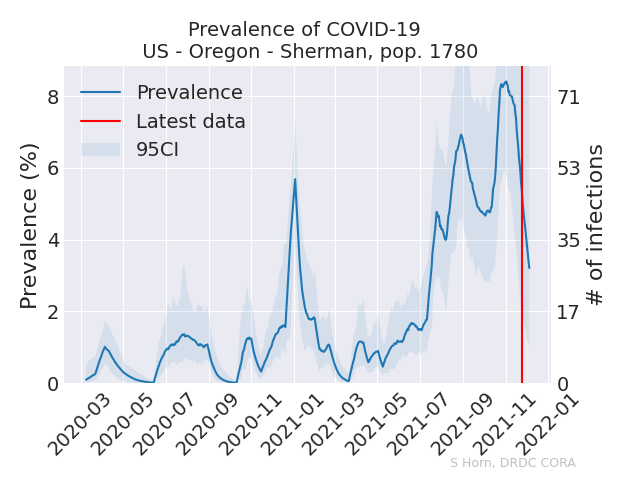 Prevalence of COVID-19
US - Oregon - Sherman, pop. 1780
Prevalence (%)
8
6
4
2
0
Prevalence
Latest data
95CI
71
53
35
17
0
# of infections
2020-03
2020-05
2020-07
2020-09
2020-11
2021-01
2021-03
2021-05
2021-07
2021-09
2021-11
2022-01
S Horn, DRDC CORA